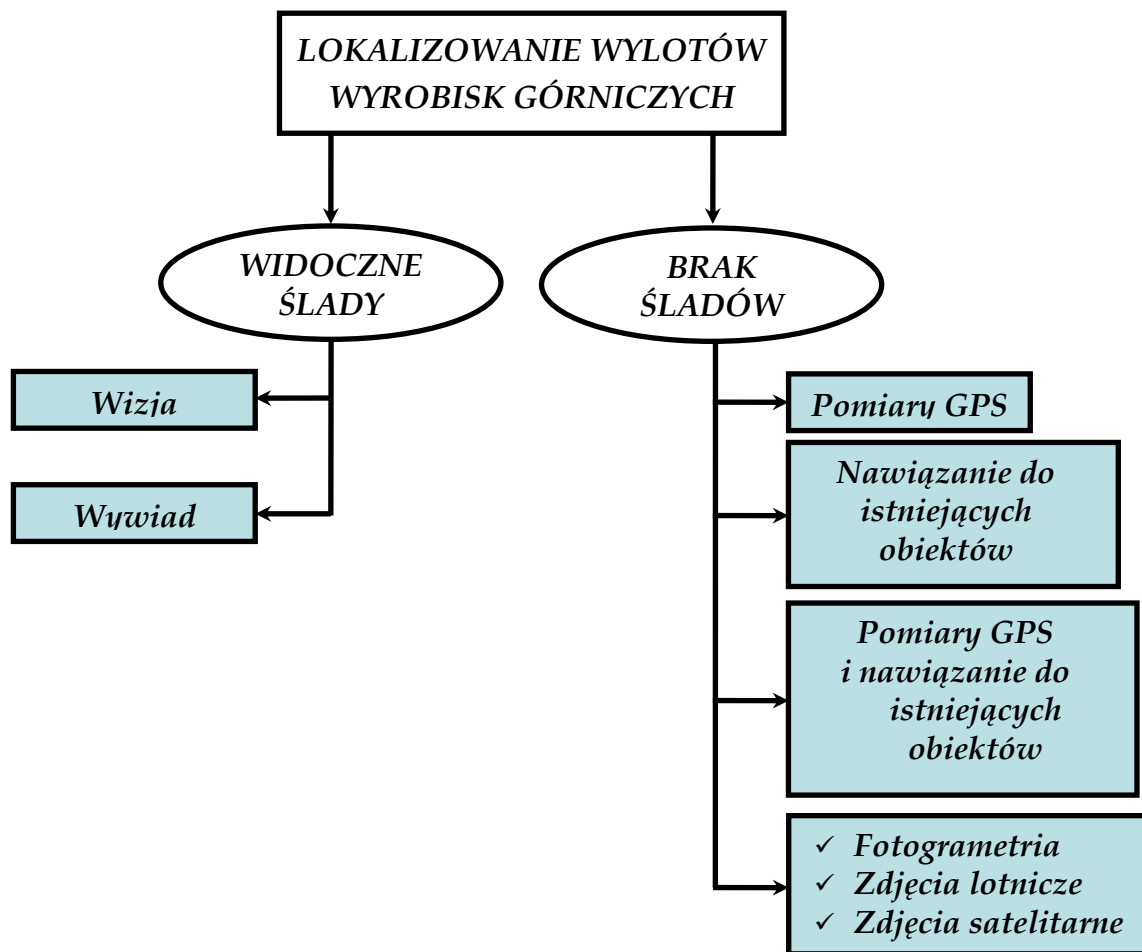 LOKALIZOWANIE WYLOTÓW
WYROBISK GÓRNICZYCH
WIDOCZNE
ŚLADY
BRAK
ŚLADÓW
Wizja
Wywiad
Pomiary GPS
Nawiązanie do
istniejących
obiektów
Pomiary GPS
i nawiązanie do
istniejących
obiektów
✓ Fotogrametria
✓ Zdjęcia lotnicze
✓ Zdjęcia satelitarne